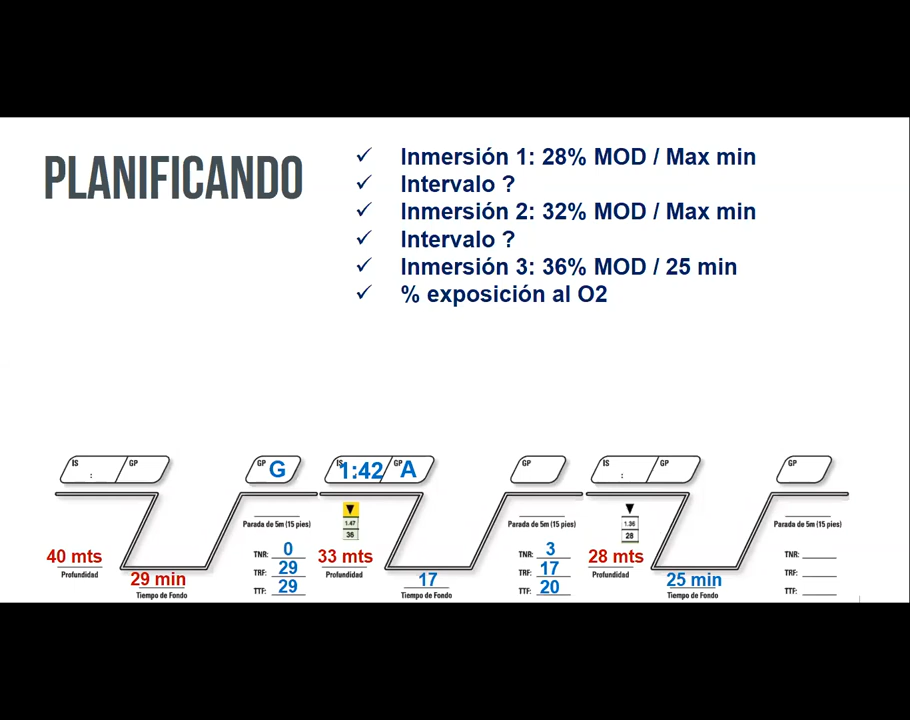 PLANIFICANDO
✓ Inmersión 1: 28% MOD / Max min
✓ Intervalo ?
✓ Inmersión 2: 32% MOD / Max min
✓ Intervalo ?
✓ Inmersión 3: 36% MOD / 25 min
✓ % exposición al O2
IS : GP
GP G
IS 1:42 GP A
GP
IS : GP
GP
Parada de 5m (15 pies)
1.47
36
Parada de 5m (15 pies)
1.36
28
Parada de 5m (15 pies)
40 mts
Profundidad
29 min
Tiempo de Fondo
TNR: 0
TRF: 29
TTF: 29
33 mts
Profundidad
17
Tiempo de Fondo
TNR: 3
TRF: 17
TTF: 20
28 mts
Profundidad
25 min
Tiempo de Fondo
TNR:
TRF:
TTF: